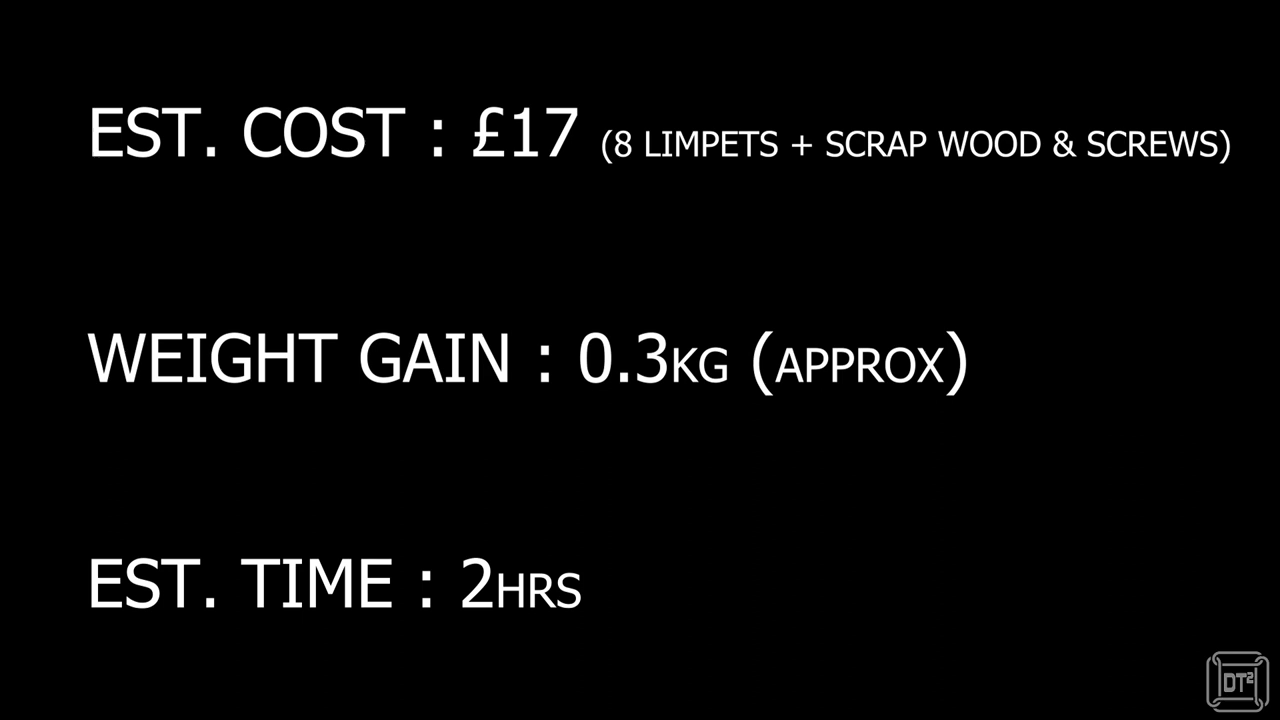 EST. COST : £17 (8 LIMPETS + SCRAP WOOD & SCREWS)
WEIGHT GAIN : 0.3KG (APPROX)
EST. TIME : 2HRS
DT²